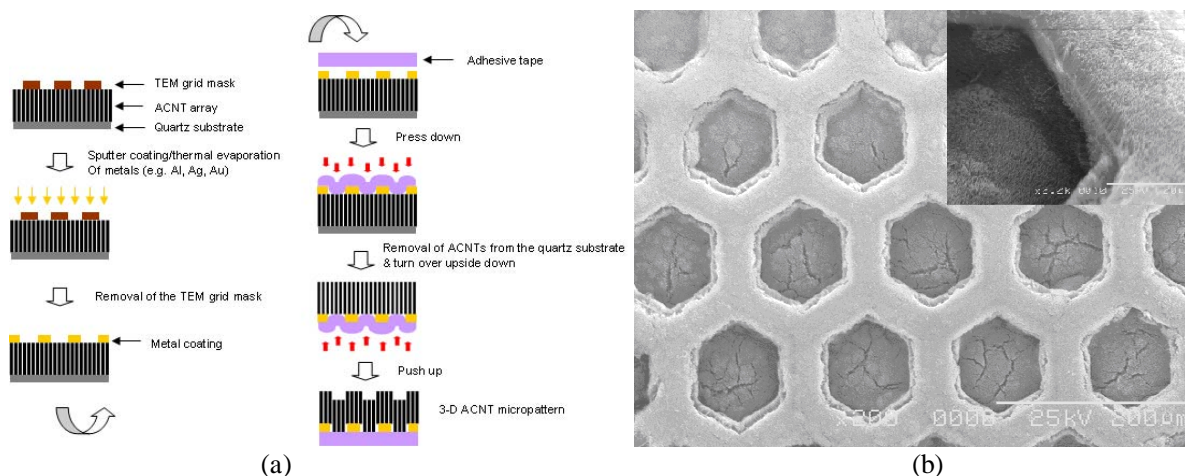 TEM grid mask
ACNT array
Quartz substrate
Sputter coating/thermal evaporation
Of metals (e.g. Al, Ag, Au)
Removal of the TEM grid mask
Metal coating
Adhesive tape
Press down
Removal of ACNTs from the quartz substrate
& turn over upside down
Push up
3-D ACNT micropattern
(a)
x200 0008 25kV 200µm
(b)